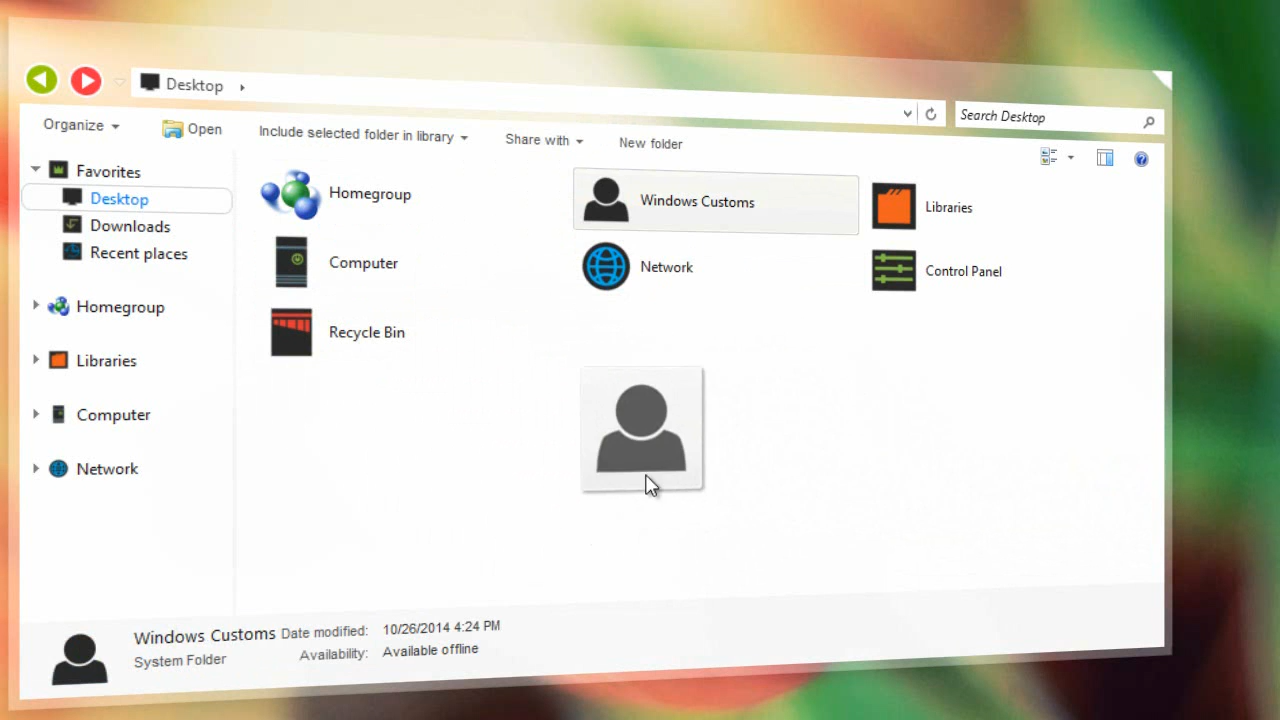 Desktop
Search Desktop
Organize
Open
Include selected folder in library
Share with
New folder
Favorites
Desktop
Downloads
Recent places
Homegroup
Libraries
Computer
Network
Homegroup
Windows Customs
Libraries
Computer
Network
Control Panel
Recycle Bin
Windows Customs Date modified: 10/26/2014 4:24 PM
System Folder Availability: Available offline